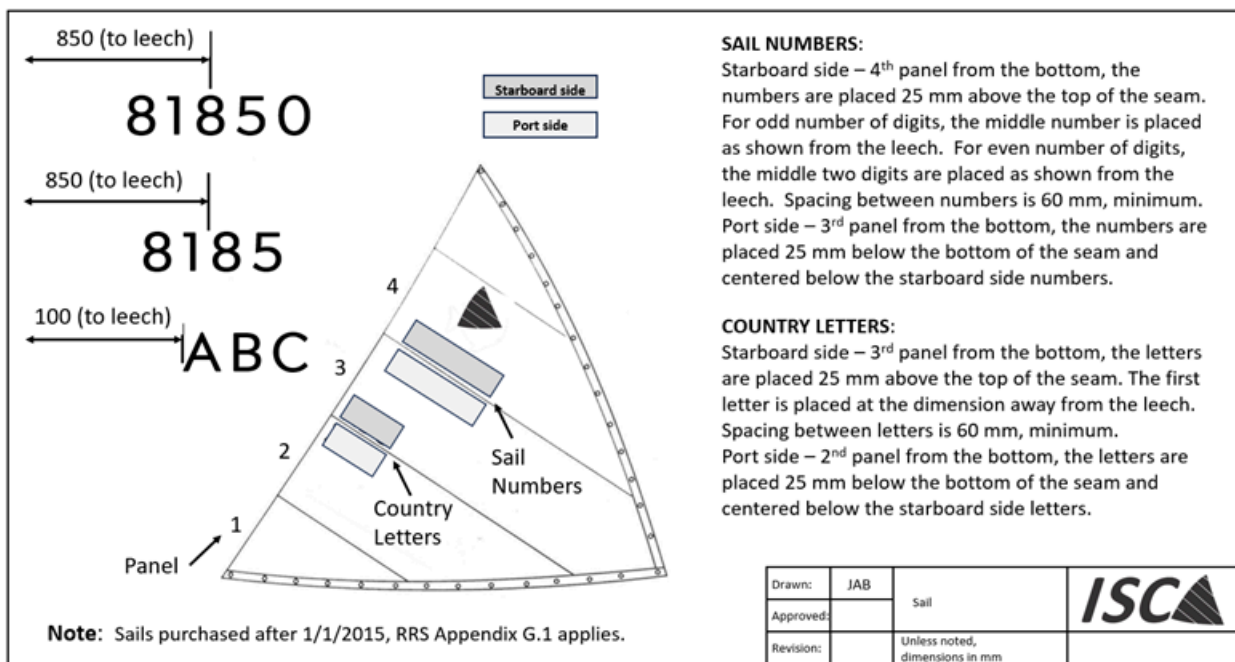 850 (to leech)
81850
850 (to leech)
8185
100 (to leech)
ABC
Starboard side
Port side
4
3
2
1
Sail
Numbers
Country
Letters
Panel
Note: Sails purchased after 1/1/2015, RRS Appendix G.1 applies.
SAIL NUMBERS:
Starboard side – 4th panel from the bottom, the
numbers are placed 25 mm above the top of the seam.
For odd number of digits, the middle number is placed
as shown from the leech. For even number of digits,
the middle two digits are placed as shown from the
leech. Spacing between numbers is 60 mm, minimum.
Port side – 3rd panel from the bottom, the numbers are
placed 25 mm below the bottom of the seam and
centered below the starboard side numbers.
COUNTRY LETTERS:
Starboard side – 3rd panel from the bottom, the letters
are placed 25 mm above the top of the seam. The first
letter is placed at the dimension away from the leech.
Spacing between letters is 60 mm, minimum.
Port side – 2nd panel from the bottom, the letters are
placed 25 mm below the bottom of the seam and
centered below the starboard side letters.
Drawn: JAB
Approved:
Revision:
Sail
Unless noted,
dimensions in mm
ISC